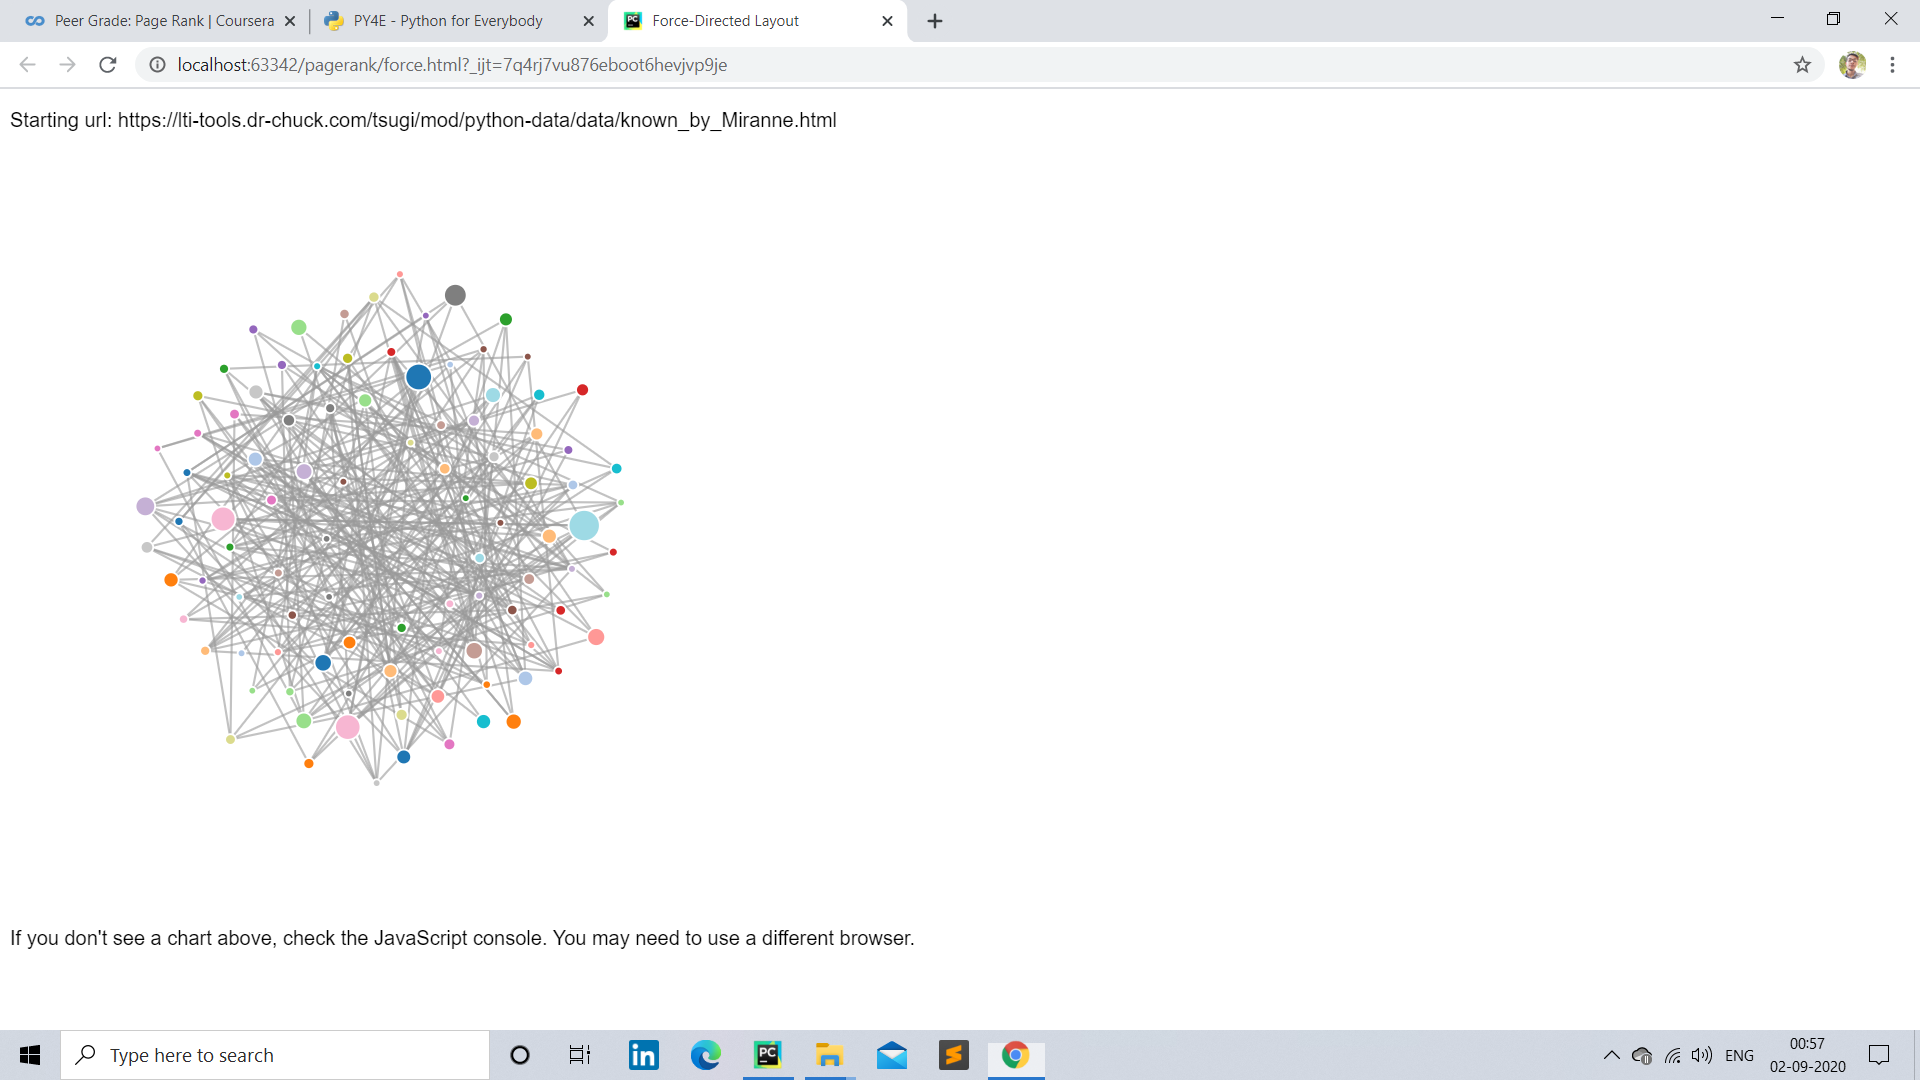 Peer Grade: Page Rank | Coursera
PY4E - Python for Everybody
PC Force-Directed Layout
localhost:63342/pagerank/force.html?_ijt=7q4rj7vu876eboot6hevjvp9je
Starting url: https://lti-tools.dr-chuck.com/tsugi/mod/python-data/data/known_by_Miranne.html
If you don't see a chart above, check the JavaScript console. You may need to use a different browser.
Type here to search
in
PC
ENG
00:57
02-09-2020